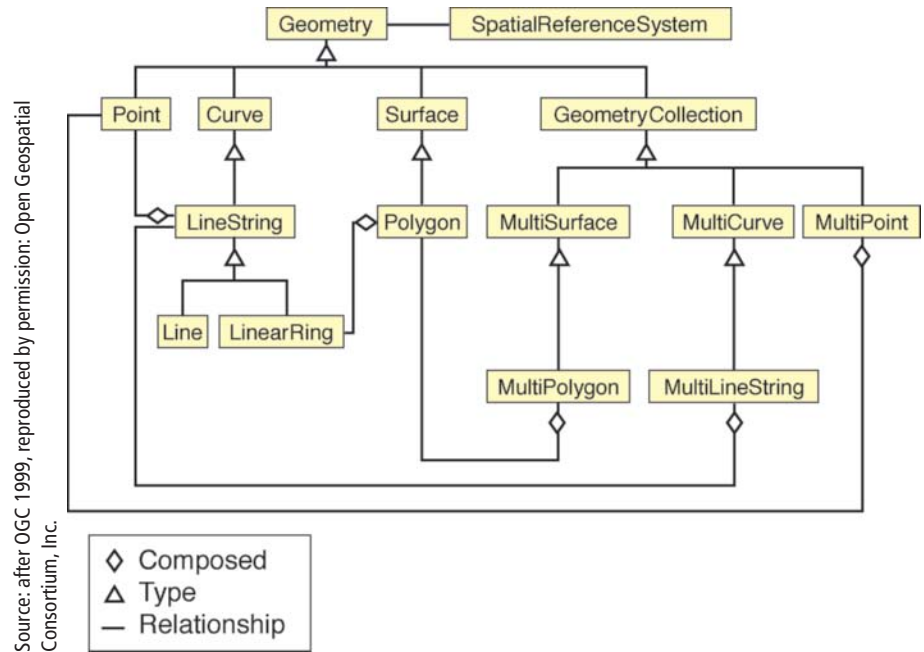 Geometry
SpatialReferenceSystem
Point
Curve
Surface
GeometryCollection
LineString
Polygon
MultiSurface
MultiCurve
MultiPoint
Line
LinearRing
MultiPolygon
MultiLineString
Composed
Type
Relationship
Source: after OGC 1999, reproduced by permission: Open Geospatial
Consortium, Inc.